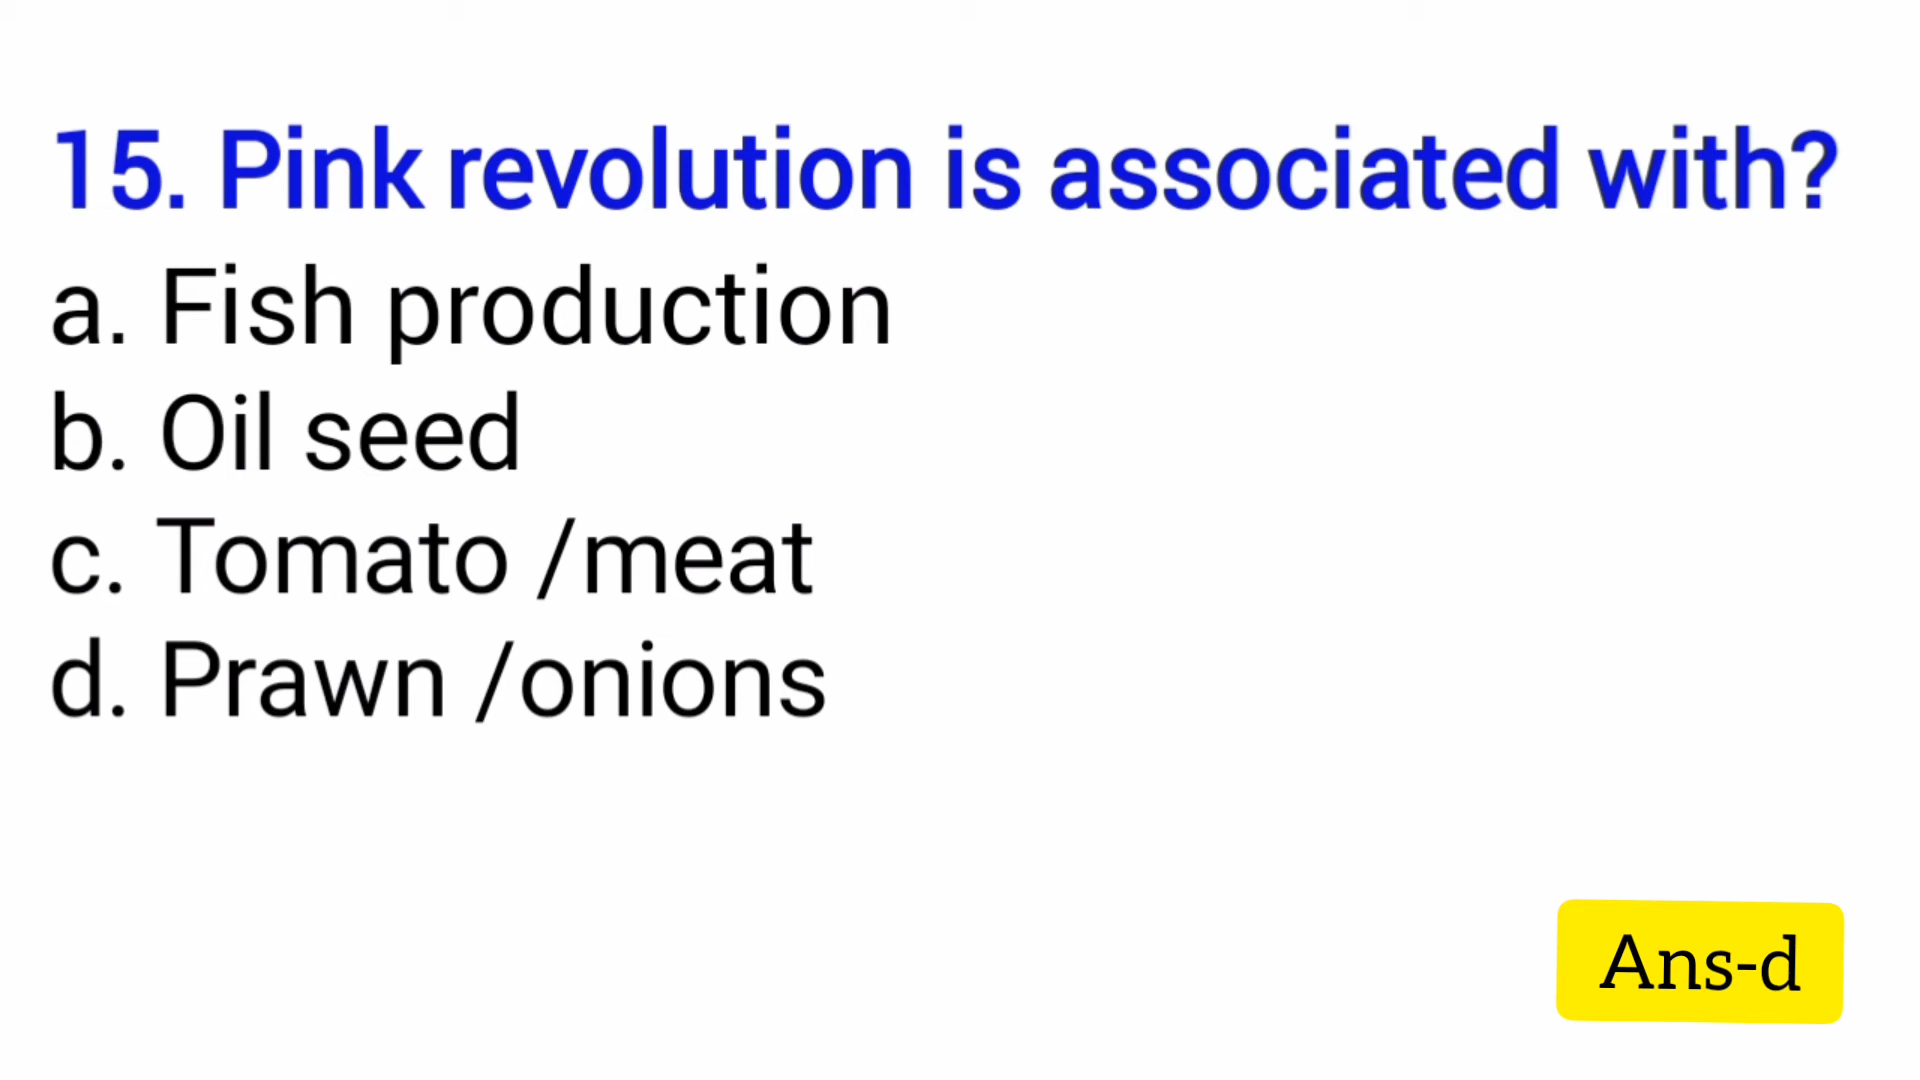 15. Pink revolution is associated with?
a. Fish production
b. Oil seed
c. Tomato /meat
d. Prawn /onions
Ans-d